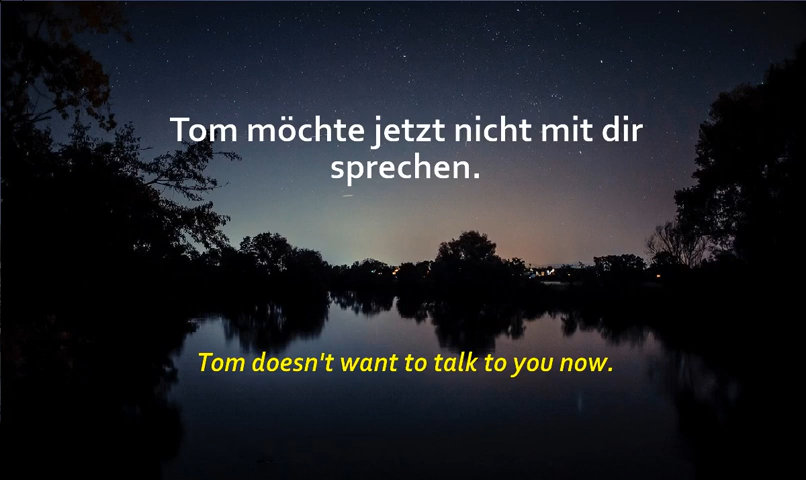 Tom möchte jetzt nicht mit dir
sprechen.
Tom doesn't want to talk to you now.